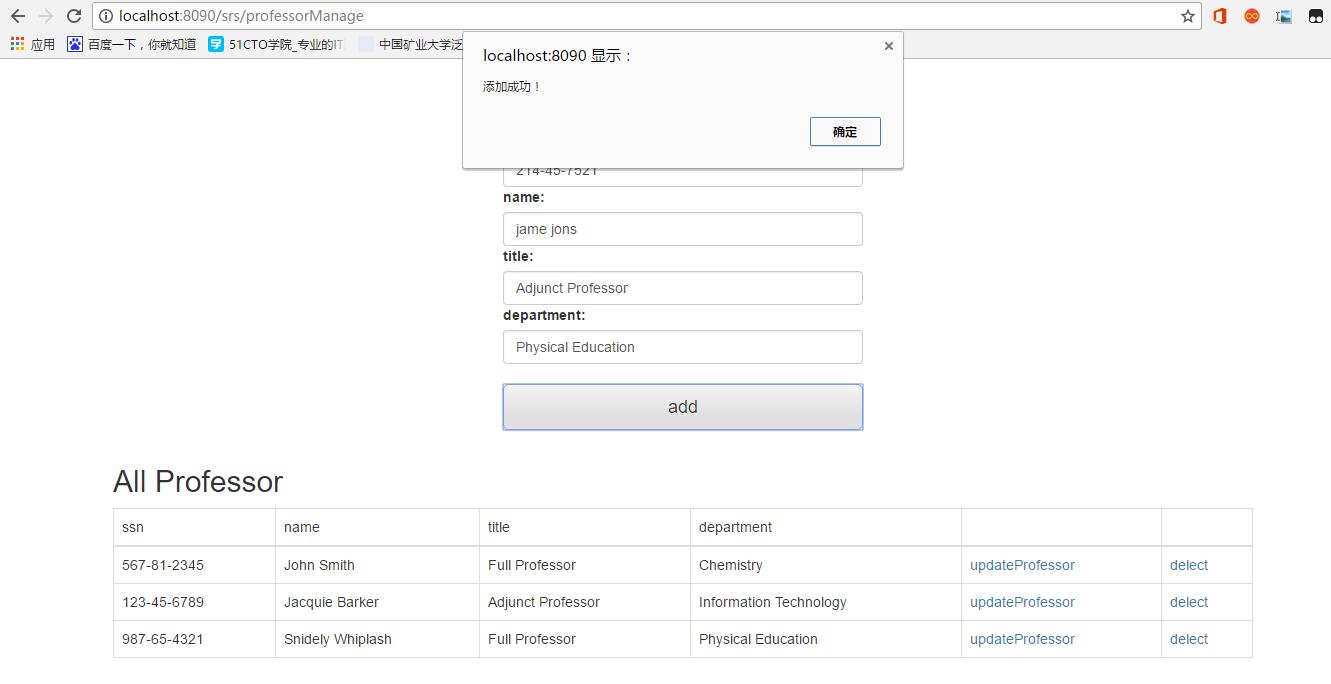 localhost:8090/srs/professorManage
应用 百度一下，你就知道 51CTO学院_专业的IT 中国矿业大学泛
localhost:8090 显示：
添加成功！
确定
214-45-7521
name:
jame jons
title:
Adjunct Professor
department:
Physical Education
add
All Professor
ssn name title department
567-81-2345 John Smith Full Professor Chemistry updateProfessor delect
123-45-6789 Jacquie Barker Adjunct Professor Information Technology updateProfessor delect
987-65-4321 Snidely Whiplash Full Professor Physical Education updateProfessor delect